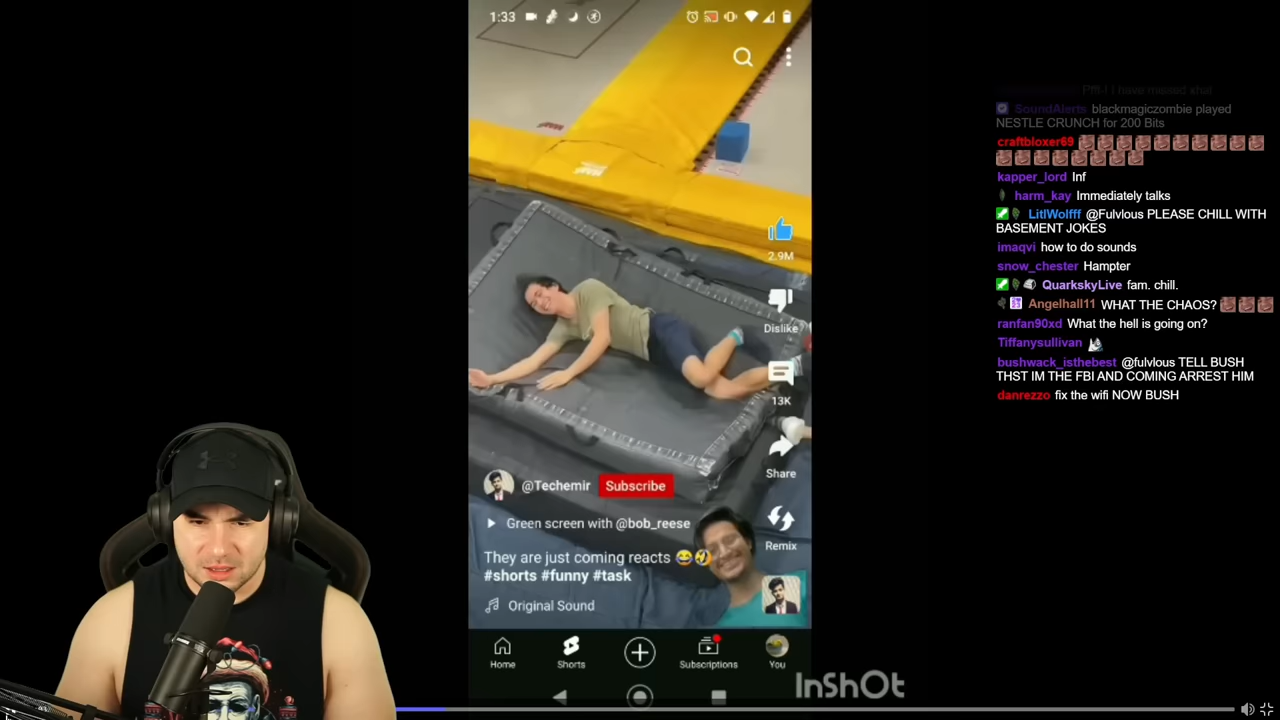 1:33
2.9M
Dislike
13K
Share
Remix
@Techemir Subscribe
Green screen with @bob_reese
They are just coming reacts 😂🤣
#shorts #funny #task
Original Sound
Home Shorts Subscriptions You
InShOt
SoundAlerts blackmagiczombie played
NESTLE CRUNCH for 200 Bits
craftbloxer69
kapper_lord Inf
harm_kay Immediately talks
LitlWolfff @Fulvlous PLEASE CHILL WITH
BASEMENT JOKES
imaqvi how to do sounds
snow_chester Hampter
QuarkskyLive fam. chill.
Angelhall11 WHAT THE CHAOS?
ranfan90xd What the hell is going on?
Tiffanysullivan
bushwack_isthebest @fulvlous TELL BUSH
THST IM THE FBI AND COMING ARREST HIM
danrezzo fix the wifi NOW BUSH